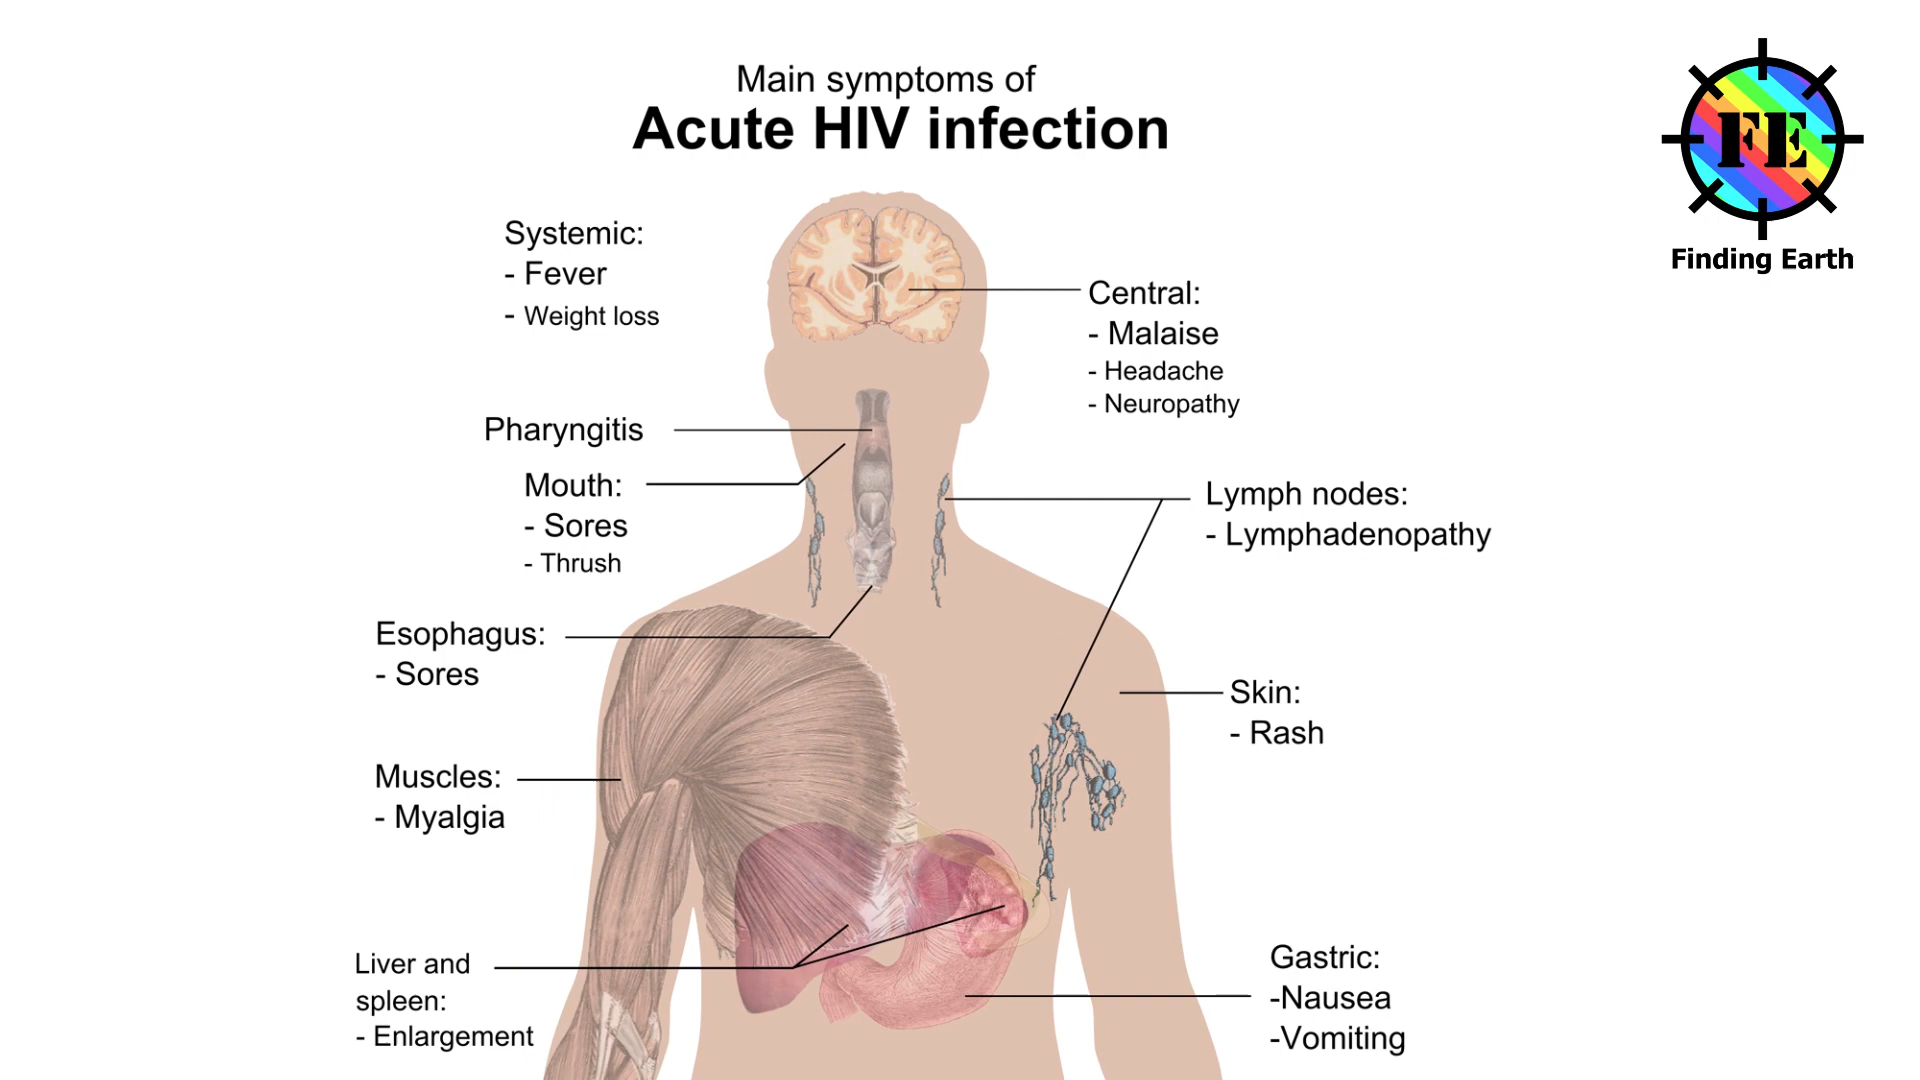 Main symptoms of
Acute HIV infection
FE
Finding Earth
Systemic:
- Fever
- Weight loss
Central:
- Malaise
- Headache
- Neuropathy
Pharyngitis
Mouth:
- Sores
- Thrush
Lymph nodes:
- Lymphadenopathy
Esophagus:
- Sores
Skin:
- Rash
Muscles:
- Myalgia
Liver and
spleen:
- Enlargement
Gastric:
-Nausea
-Vomiting